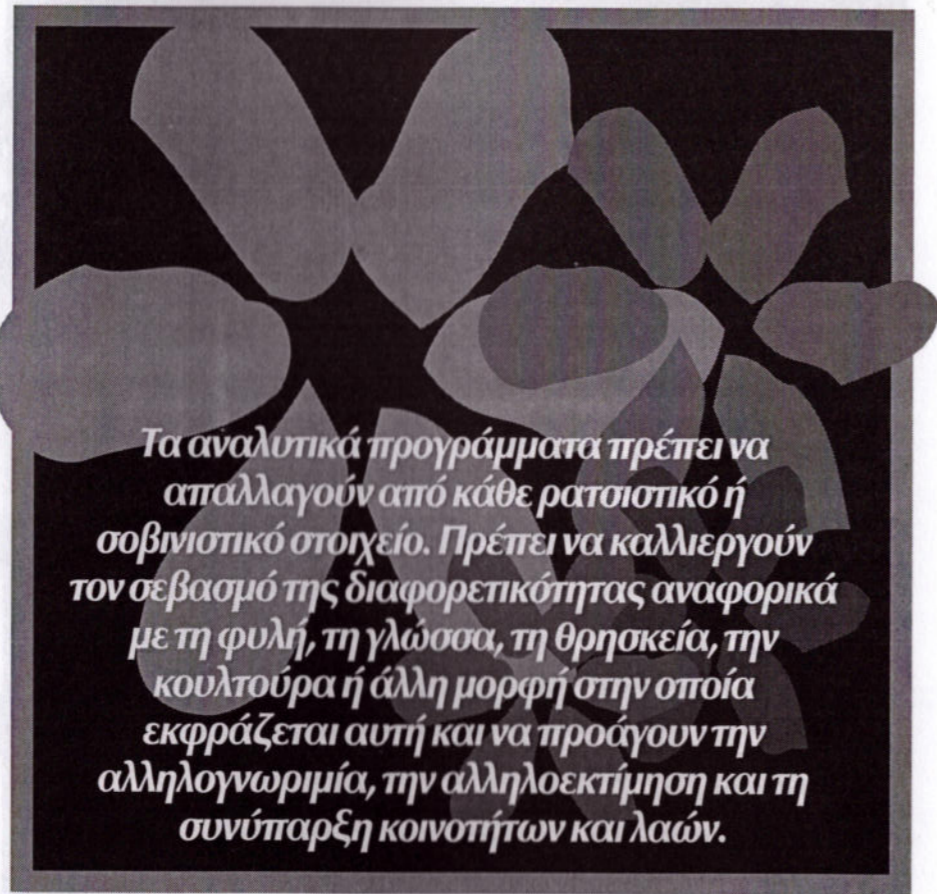 Τα αναλυτικά προγράμματα πρέπει να
απαλλαγούν από κάθε ρατσιστικό ή
σοβινιστικό στοιχείο. Πρέπει να καλλιεργούν
τον σεβασμό της διαφορετικότητας αναφορικά
με τη φυλή, τη γλώσσα, τη θρησκεία, την
κουλτούρα ή άλλη μορφή στην οποία
εκφράζεται αυτή και να προάγουν την
αλληλογνωριμία, την αλληλοεκτίμηση και τη
συνύπαρξη κοινοτήτων και λαών.